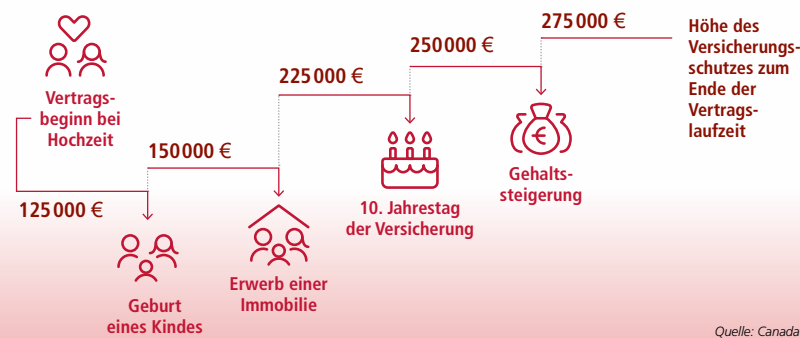 Vertrags-
beginn bei
Hochzeit
125 000 €
Geburt
eines Kindes
150 000 €
Erwerb einer
Immobilie
225 000 €
10. Jahrestag
der Versicherung
250 000 €
€
Gehalts-
steigerung
275 000 €
Höhe des
Versicherungs-
schutzes zum
Ende der
Vertrags-
laufzeit
Quelle: Canada